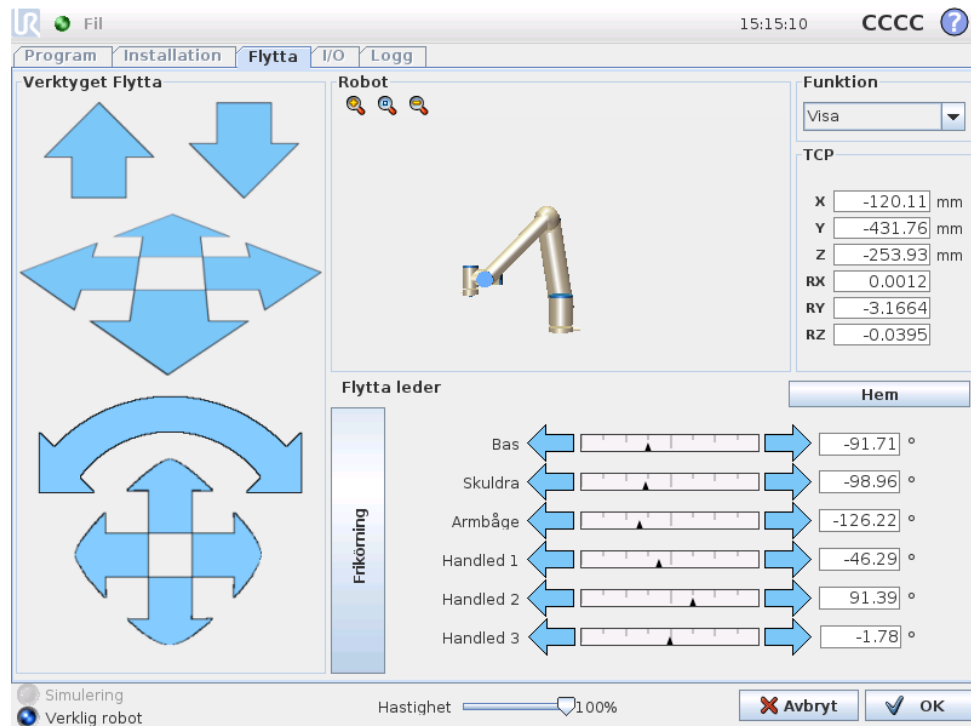 UR Fil 15:15:10 CCCC ?
Program Installation Flytta I/O Logg
Verktyget Flytta
Robot
Funktion
Visa
TCP
X -120.11 mm
Y -431.76 mm
Z -253.93 mm
RX 0.0012
RY -3.1664
RZ -0.0395
Flytta leder
Hem
Frikörning
Bas -91.71 °
Skuldra -98.96 °
Armbåge -126.22 °
Handled 1 -46.29 °
Handled 2 91.39 °
Handled 3 -1.78 °
Simulering
Verklig robot
Hastighet 100%
Avbryt
OK